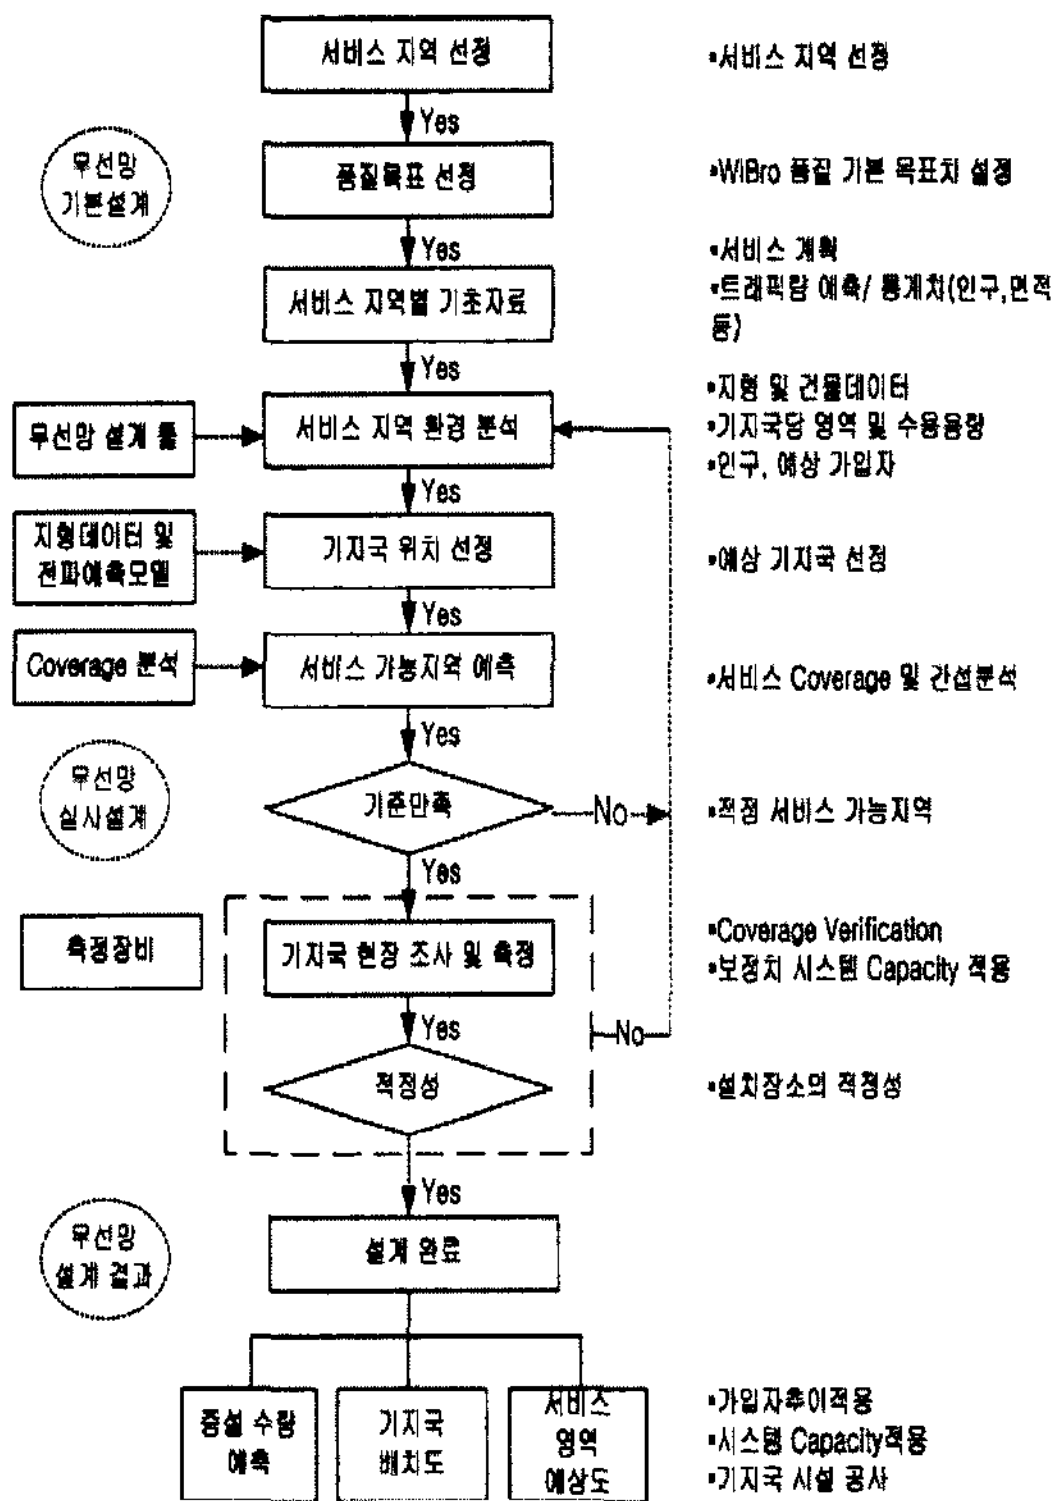 서비스 지역 선정
▪서비스 지역 선정
Yes
무선망
기본설계
품질목표 선정
▪WiBro 품질 기본 목표치 설정
Yes
서비스 지역별 기초자료
▪서비스 계획
▪트래픽량 예측/ 통계치(인구,면적
등)
Yes
무선망 설계 툴
서비스 지역 환경 분석
▪지형 및 건물데이터
▪기지국당 영역 및 수용용량
▪인구, 예상 가입자
Yes
지형데이터 및
전파예측모델
기지국 위치 선정
▪예상 기지국 선정
Yes
Coverage 분석
서비스 가능지역 예측
▪서비스 Coverage 및 간섭분석
Yes
무선망
실시설계
기준만족
No
▪적정 서비스 가능지역
Yes
측정장비
기지국 현장 조사 및 측정
▪Coverage Verification
▪보정치 시스템 Capacity 적용
Yes
No
적정성
▪설치장소의 적정성
Yes
무선망
설계 결과
설계 완료
증설 수량
예측
기지국
배치도
서비스
영역
예상도
▪가입자추이적용
▪시스템 Capacity적용
▪기지국 시설 공사